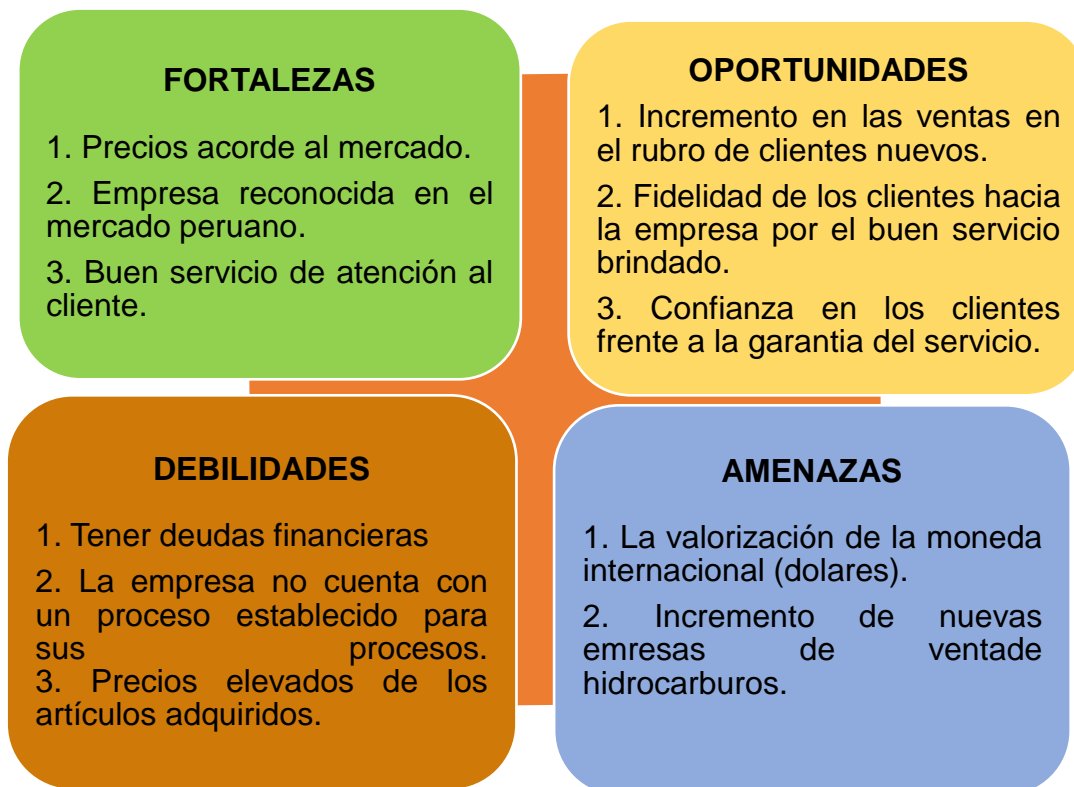 FORTALEZAS
1. Precios acorde al mercado.
2. Empresa reconocida en el
mercado peruano.
3. Buen servicio de atención al
cliente.
OPORTUNIDADES
1. Incremento en las ventas en
el rubro de clientes nuevos.
2. Fidelidad de los clientes hacia
la empresa por el buen servicio
brindado.
3. Confianza en los clientes
frente a la garantia del servicio.
DEBILIDADES
1. Tener deudas financieras
2. La empresa no cuenta con
un proceso establecido para
sus procesos.
3. Precios elevados de los
artículos adquiridos.
AMENAZAS
1. La valorización de la moneda
internacional (dolares).
2. Incremento de nuevas
emresas de ventade
hidrocarburos.